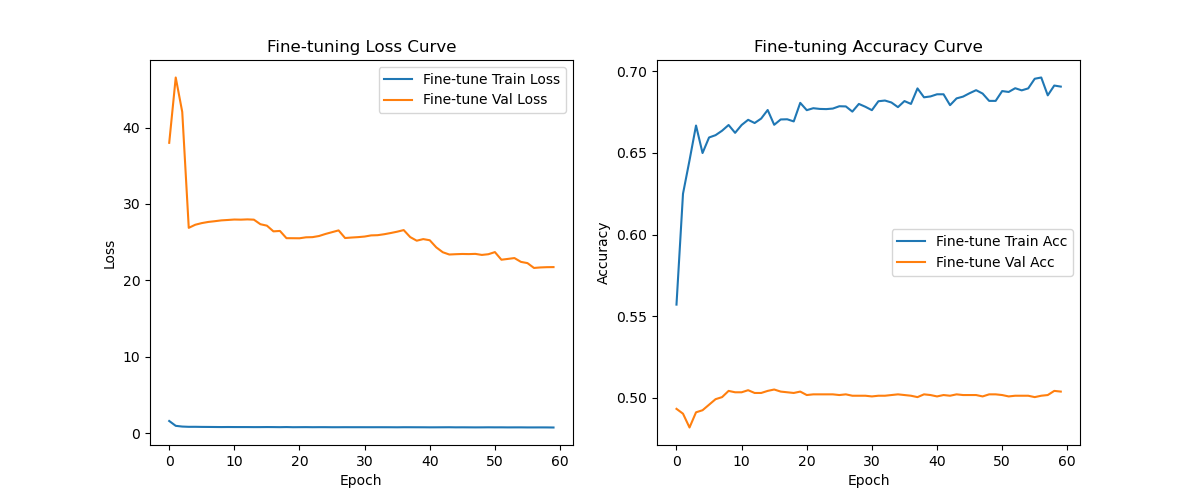 Fine-tuning Loss Curve
Fine-tune Train Loss
Fine-tune Val Loss
Loss
40
30
20
10
0
0 10 20 30 40 50 60
Epoch
Fine-tuning Accuracy Curve
Fine-tune Train Acc
Fine-tune Val Acc
Accuracy
0.70
0.65
0.60
0.55
0.50
0 10 20 30 40 50 60
Epoch